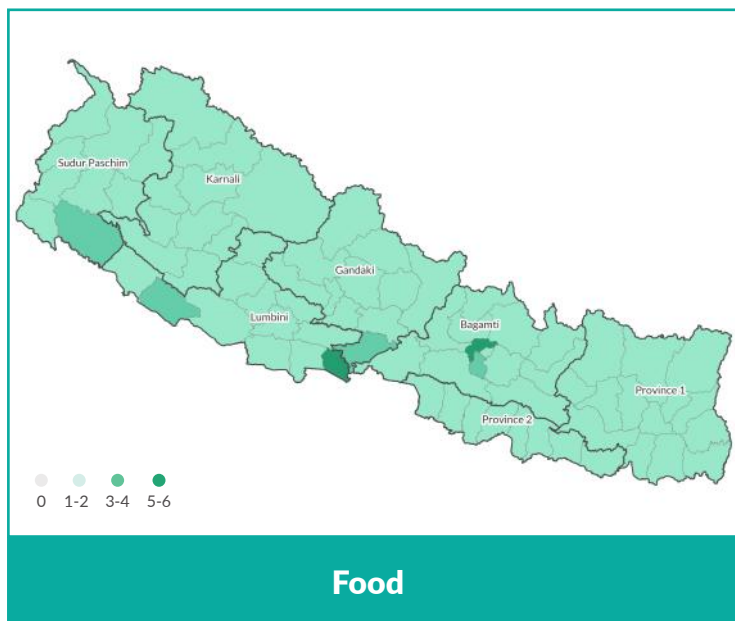 Sudur Paschim
Karnali
Gandaki
Lumbini
Bagamti
Province 1
Province 2
0 1-2 3-4 5-6
Food